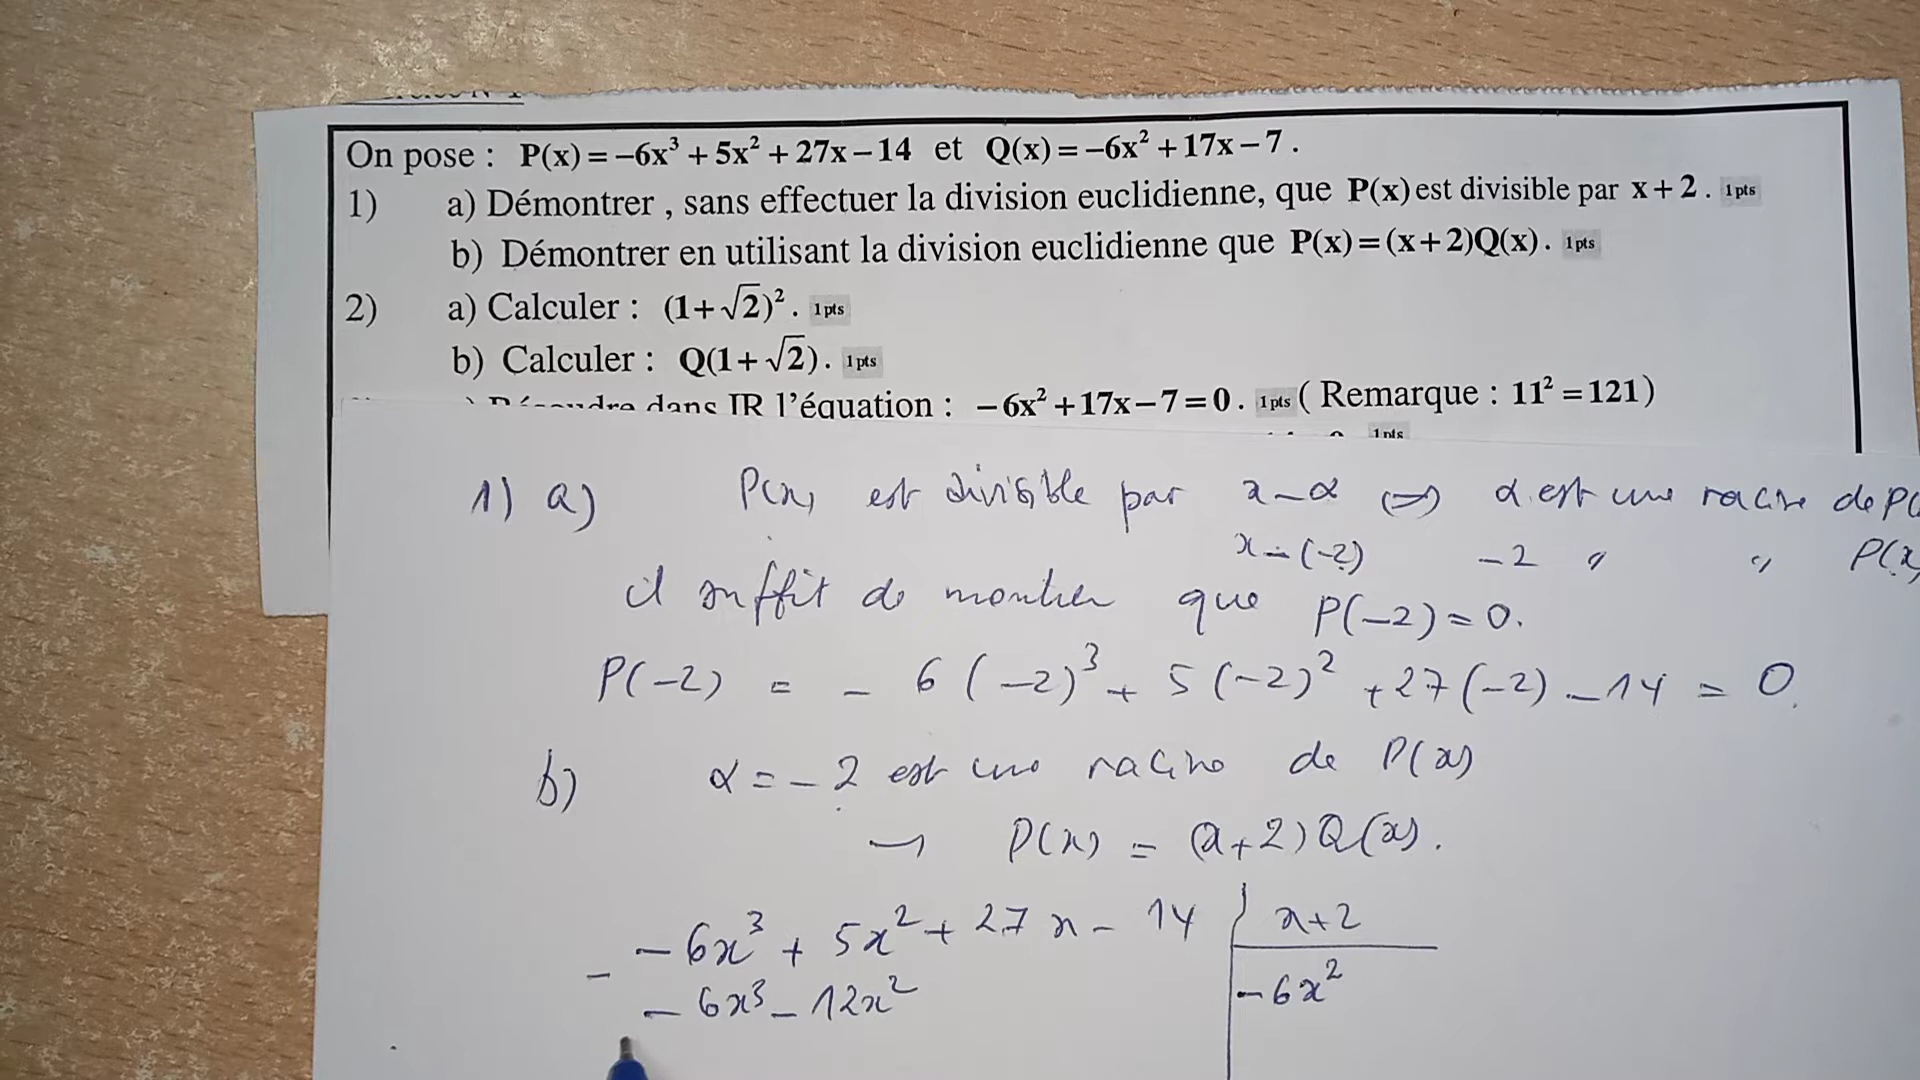 On pose : P(x) = −6x³ + 5x² + 27x − 14 et Q(x) = −6x² + 17x − 7 .
1) a) Démontrer , sans effectuer la division euclidienne, que P(x) est divisible par x + 2 . 1pts
b) Démontrer en utilisant la division euclidienne que P(x) = (x + 2)Q(x) . 1pts
2) a) Calculer : (1 + √2)² . 1pts
b) Calculer : Q(1 + √2) . 1pts
dans IR l'équation : − 6x² + 17x − 7 = 0 . 1pts ( Remarque : 11² = 121 )
1pts
1) a) P(x) est divisible par x − α ⇔ α est une racine de P(
x − (−2) −2 " " P(x
il suffit de montrer que P(−2) = 0.
P(−2) = − 6 (−2)³ + 5 (−2)² + 27 (−2) − 14 = 0.
b) α = − 2 est une racine de P(x)
→ P(x) = (x + 2) Q(x).
− 6x³ + 5x² + 27x − 14 x + 2
− − 6x³ − 12x² − 6x²